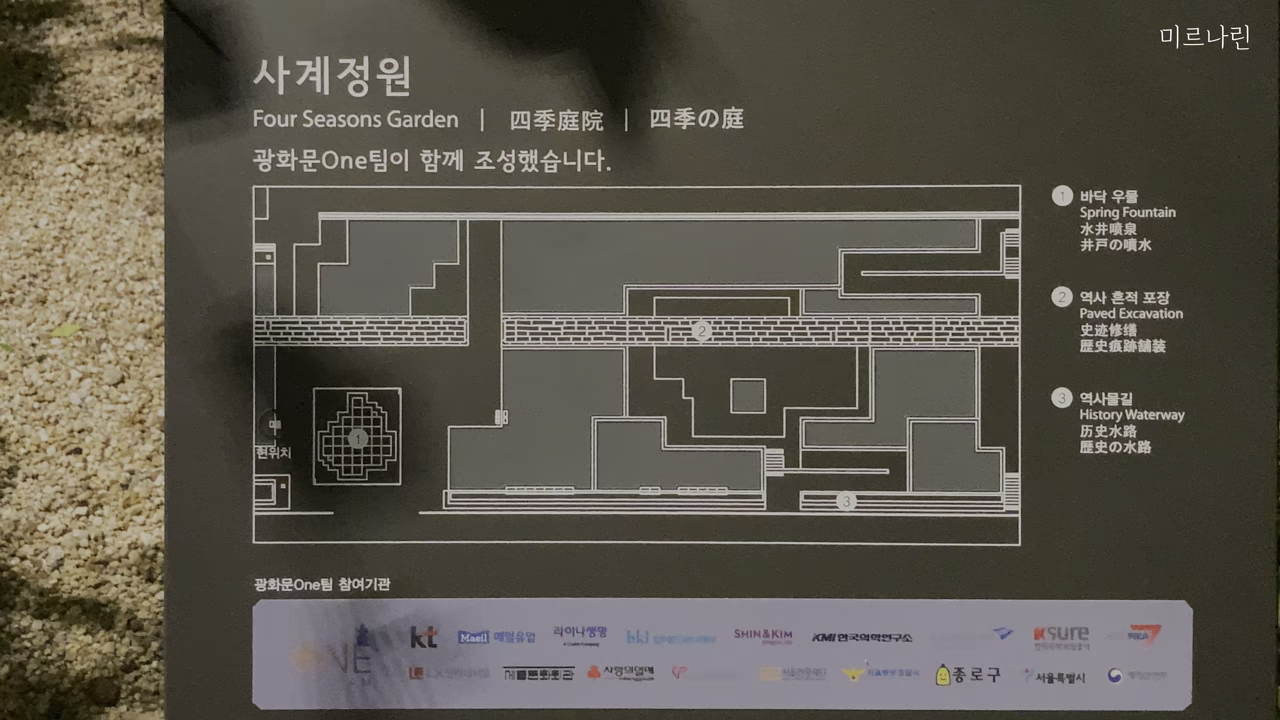 미르나린
사계정원
Four Seasons Garden | 四季庭院 | 四季の庭
광화문One팀이 함께 조성했습니다.
1 바닥 우물
Spring Fountain
水井喷泉
井戸の噴水
2 역사 흔적 포장
Paved Excavation
史迹修缮
歴史痕跡舗装
3 역사물길
History Waterway
历史水路
歴史の水路
2
1
현위치
3
광화문One팀 참여기관
kt Maeil 매일유업 라이나생명 bkl SHIN&KIM KMI 한국의학연구소 Ksure
사랑의열매 종로구 서울특별시